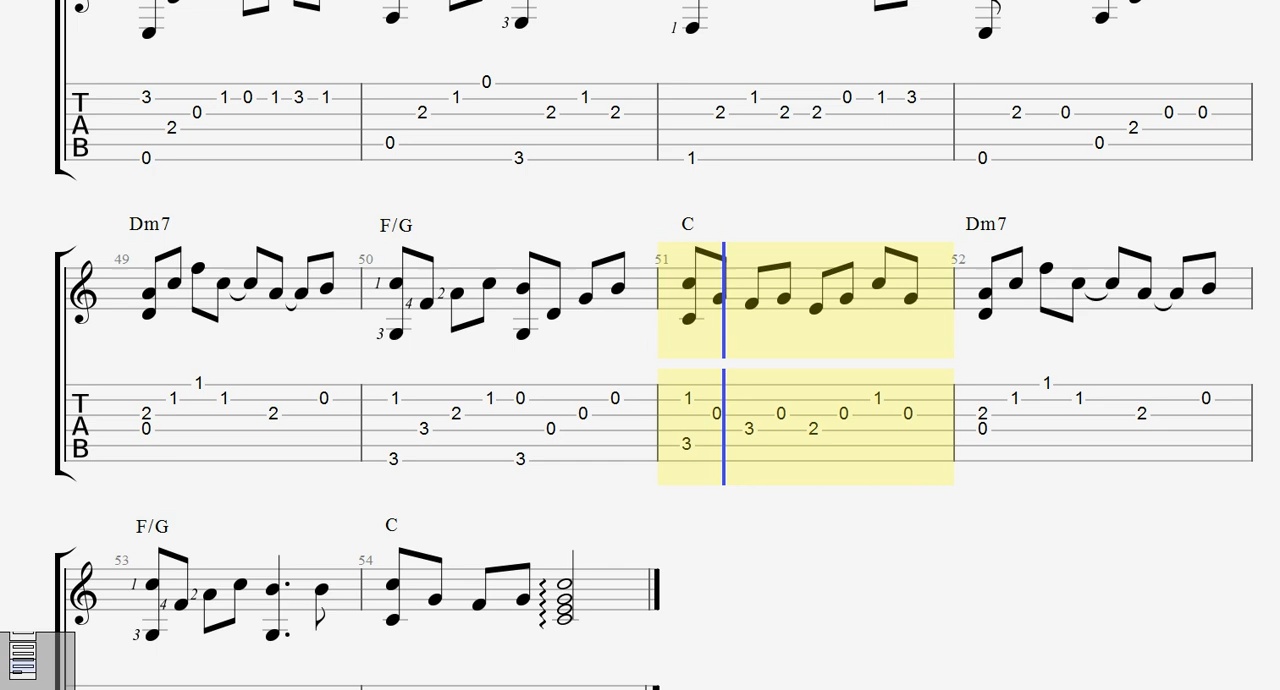 3 1
3 1 0 1 3 1 1 0 1 0 1 3
0 2 2 2 2 2 2 2 0 0 0
T 2 2
A 0 0
B 0 3 1 0
Dm7 F/G C Dm7
49 50 51 52
1 4 2
3
1 1
T 1 1 0 1 1 0 0 1 1 1 1 0
2 2 2 0 0 0 0 0 2 2
A 0 3 0 3 2 0
B 3
3 3
F/G C
53 54
1 4 2
3